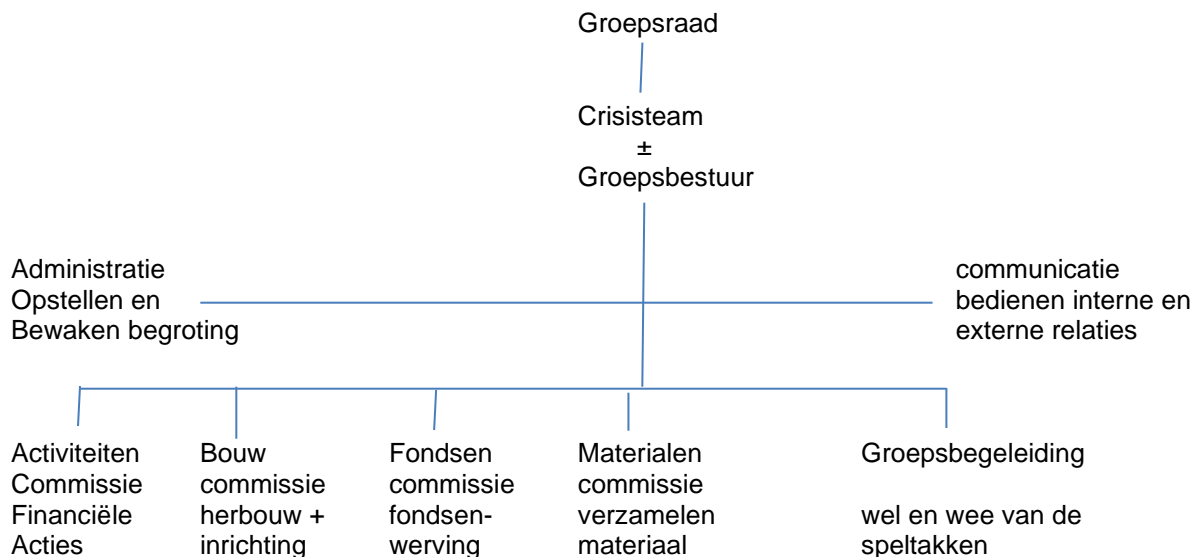 Groepsraad
Crisisteam
±
Groepsbestuur
Administratie
Opstellen en
Bewaken begroting
communicatie
bedienen interne en
externe relaties
Activiteiten
Commissie
Financiële
Acties
Bouw
commissie
herbouw +
inrichting
Fondsen
commissie
fondsen-
werving
Materialen
commissie
verzamelen
materiaal
Groepsbegeleiding
wel en wee van de
speltakken